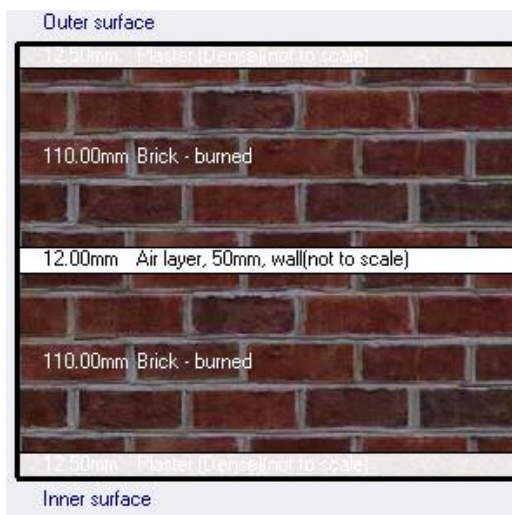 Outer surface
12.50mm Plaster (Dense)(not to scale)
110.00mm Brick - burned
12.00mm Air layer, 50mm, wall(not to scale)
110.00mm Brick - burned
12.50mm Plaster (Dense)(not to scale)
Inner surface